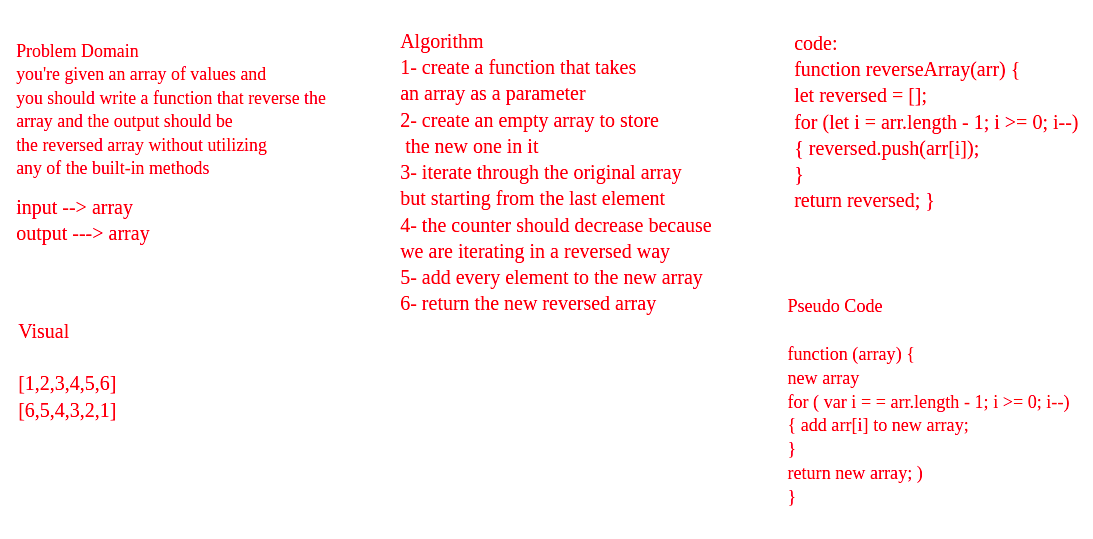 Problem Domain
you're given an array of values and
you should write a function that reverse the
array and the output should be
the reversed array without utilizing
any of the built-in methods
input --> array
output ---> array
Visual
[1,2,3,4,5,6]
[6,5,4,3,2,1]
Algorithm
1- create a function that takes
an array as a parameter
2- create an empty array to store
the new one in it
3- iterate through the original array
but starting from the last element
4- the counter should decrease because
we are iterating in a reversed way
5- add every element to the new array
6- return the new reversed array
code:
function reverseArray(arr) {
let reversed = [];
for (let i = arr.length - 1; i >= 0; i--)
{ reversed.push(arr[i]);
}
return reversed; }
Pseudo Code
function (array) {
new array
for ( var i = = arr.length - 1; i >= 0; i--)
{ add arr[i] to new array;
}
return new array; )
}